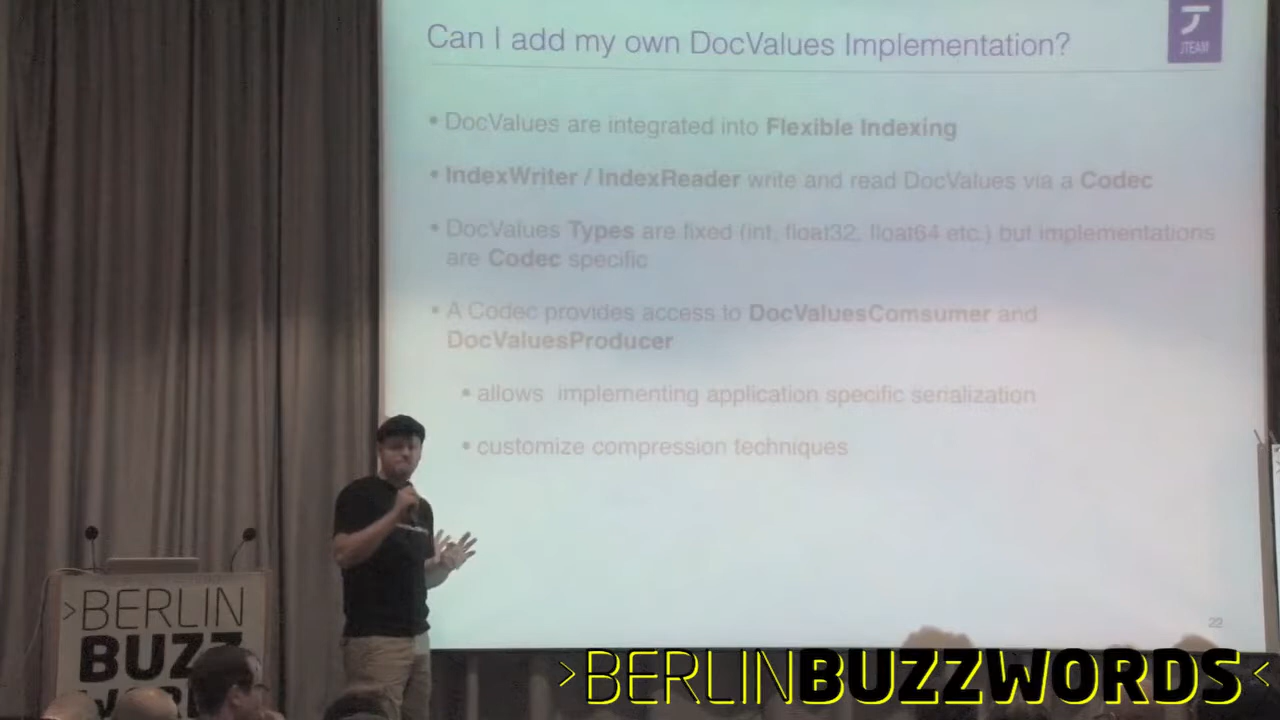 Can I add my own DocValues Implementation?
JTEAM
• DocValues are integrated into Flexible Indexing
• IndexWriter / IndexReader write and read DocValues via a Codec
• DocValues Types are fixed (int, float32, float64 etc.) but implementations
are Codec specific
• A Codec provides access to DocValuesComsumer and
DocValuesProducer
• allows implementing application specific serialization
• customize compression techniques
22
>BERLIN
BUZZ
>BERLINBUZZWORDS<